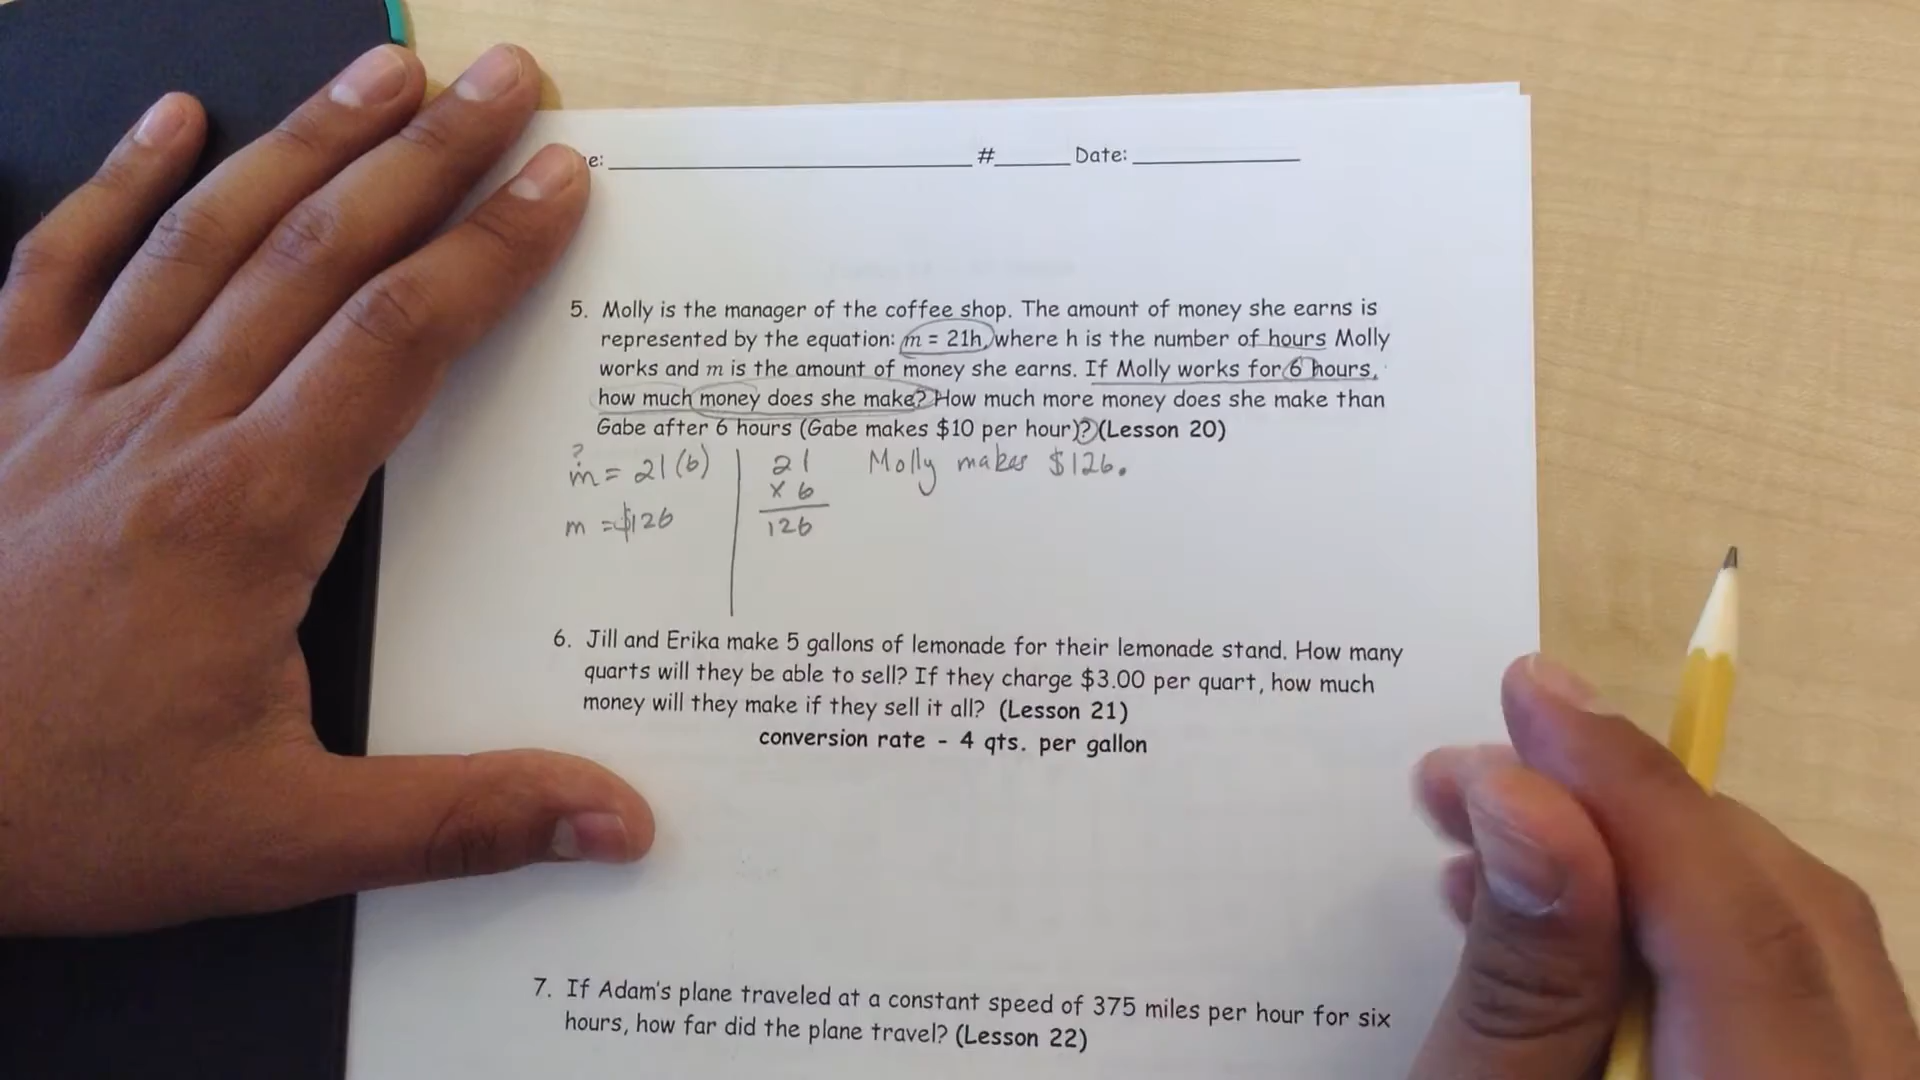 e: ____________ # ______ Date: ____________
5. Molly is the manager of the coffee shop. The amount of money she earns is
represented by the equation: m = 21h, where h is the number of hours Molly
works and m is the amount of money she earns. If Molly works for 6 hours,
how much money does she make? How much more money does she make than
Gabe after 6 hours (Gabe makes $10 per hour)? (Lesson 20)
?
m = 21(6)
21
Molly makes $126.
x 6
m = $126
126
6. Jill and Erika make 5 gallons of lemonade for their lemonade stand. How many
quarts will they be able to sell? If they charge $3.00 per quart, how much
money will they make if they sell it all? (Lesson 21)
conversion rate - 4 qts. per gallon
7. If Adam's plane traveled at a constant speed of 375 miles per hour for six
hours, how far did the plane travel? (Lesson 22)